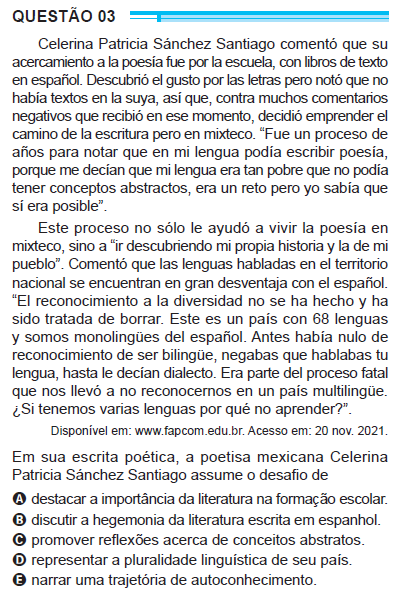 QUESTÃO 03
Celerina Patricia Sánchez Santiago comentó que su
acercamiento a la poesía fue por la escuela, con libros de texto
en español. Descubrió el gusto por las letras pero notó que no
había textos en la suya, así que, contra muchos comentarios
negativos que recibió en ese momento, decidió emprender el
camino de la escritura pero en mixteco. “Fue un proceso de
años para notar que en mi lengua podía escribir poesía,
porque me decían que mi lengua era tan pobre que no podía
tener conceptos abstractos, era un reto pero yo sabía que
sí era posible”.
Este proceso no sólo le ayudó a vivir la poesía en
mixteco, sino a “ir descubriendo mi propia historia y la de mi
pueblo”. Comentó que las lenguas habladas en el territorio
nacional se encuentran en gran desventaja con el español.
“El reconocimiento a la diversidad no se ha hecho y ha
sido tratada de borrar. Este es un país con 68 lenguas
y somos monolingües del español. Antes había nulo de
reconocimiento de ser bilingüe, negabas que hablabas tu
lengua, hasta le decían dialecto. Era parte del proceso fatal
que nos llevó a no reconocernos en un país multilingüe.
¿Si tenemos varias lenguas por qué no aprender?”.
Disponível em: www.fapcom.edu.br. Acesso em: 20 nov. 2021.
Em sua escrita poética, a poetisa mexicana Celerina
Patricia Sánchez Santiago assume o desafio de
A destacar a importância da literatura na formação escolar.
B discutir a hegemonia da literatura escrita em espanhol.
C promover reflexões acerca de conceitos abstratos.
D representar a pluralidade linguística de seu país.
E narrar uma trajetória de autoconhecimento.